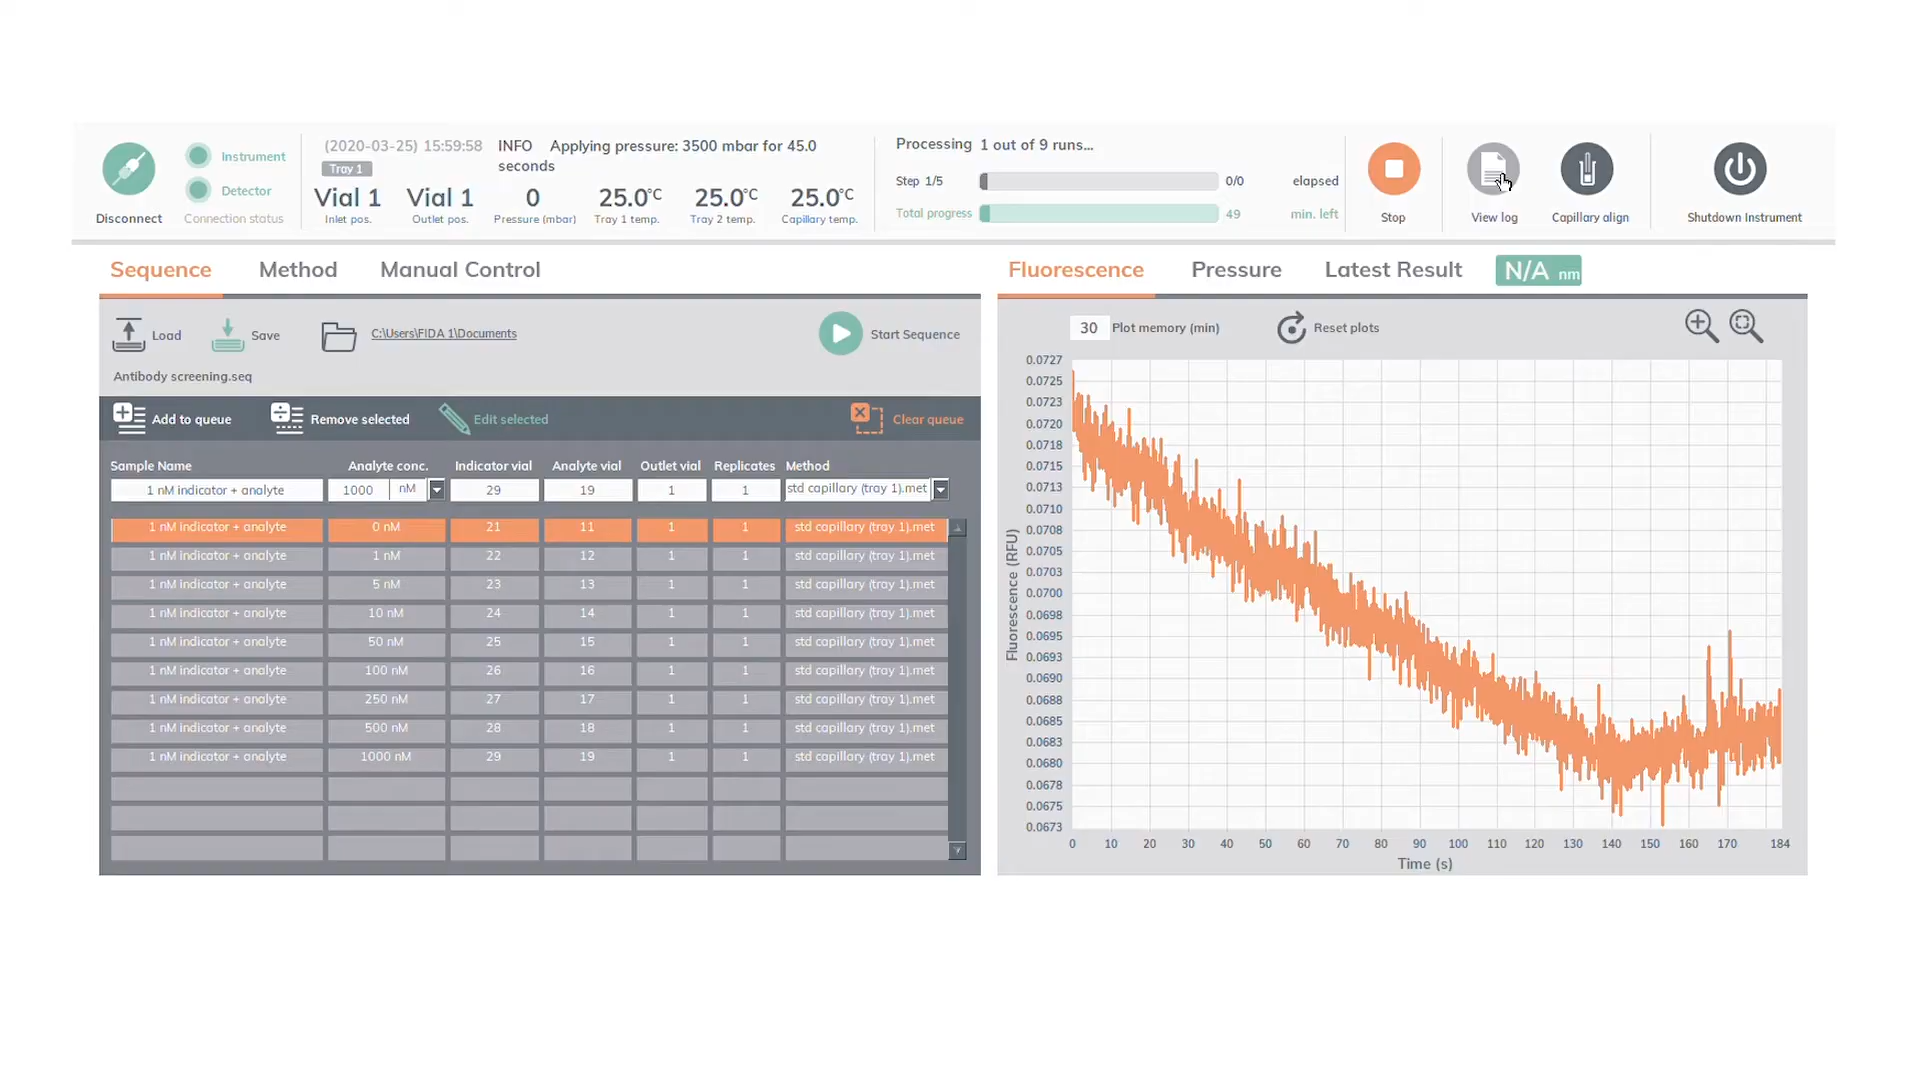 Disconnect
Instrument
Detector
Connection status
(2020-03-25) 15:59:58 INFO Applying pressure: 3500 mbar for 45.0 seconds
Tray 1
Vial 1 Vial 1 0 25.0°C 25.0°C 25.0°C
Inlet pos. Outlet pos. Pressure (mbar) Tray 1 temp. Tray 2 temp. Capillary temp.
Processing 1 out of 9 runs...
Step 1/5 0/0 elapsed
Total progress 49 min. left
Stop
View log
Capillary align
Shutdown Instrument
Sequence Method Manual Control
Load Save C:\Users\FIDA 1\Documents Start Sequence
Antibody screening.seq
Add to queue Remove selected Edit selected Clear queue
Sample Name Analyte conc. Indicator vial Analyte vial Outlet vial Replicates Method
1 nM indicator + analyte 1000 nM 29 19 1 1 std capillary (tray 1).met
1 nM indicator + analyte 0 nM 21 11 1 1 std capillary (tray 1).met
1 nM indicator + analyte 1 nM 22 12 1 1 std capillary (tray 1).met
1 nM indicator + analyte 5 nM 23 13 1 1 std capillary (tray 1).met
1 nM indicator + analyte 10 nM 24 14 1 1 std capillary (tray 1).met
1 nM indicator + analyte 50 nM 25 15 1 1 std capillary (tray 1).met
1 nM indicator + analyte 100 nM 26 16 1 1 std capillary (tray 1).met
1 nM indicator + analyte 250 nM 27 17 1 1 std capillary (tray 1).met
1 nM indicator + analyte 500 nM 28 18 1 1 std capillary (tray 1).met
1 nM indicator + analyte 1000 nM 29 19 1 1 std capillary (tray 1).met
Fluorescence Pressure Latest Result N/A nm
30 Plot memory (min) Reset plots
Fluorescence (RFU)
0.0727
0.0725
0.0723
0.0720
0.0718
0.0715
0.0713
0.0710
0.0708
0.0705
0.0703
0.0700
0.0698
0.0695
0.0693
0.0690
0.0688
0.0685
0.0683
0.0680
0.0678
0.0675
0.0673
0 10 20 30 40 50 60 70 80 90 100 110 120 130 140 150 160 170 184
Time (s)